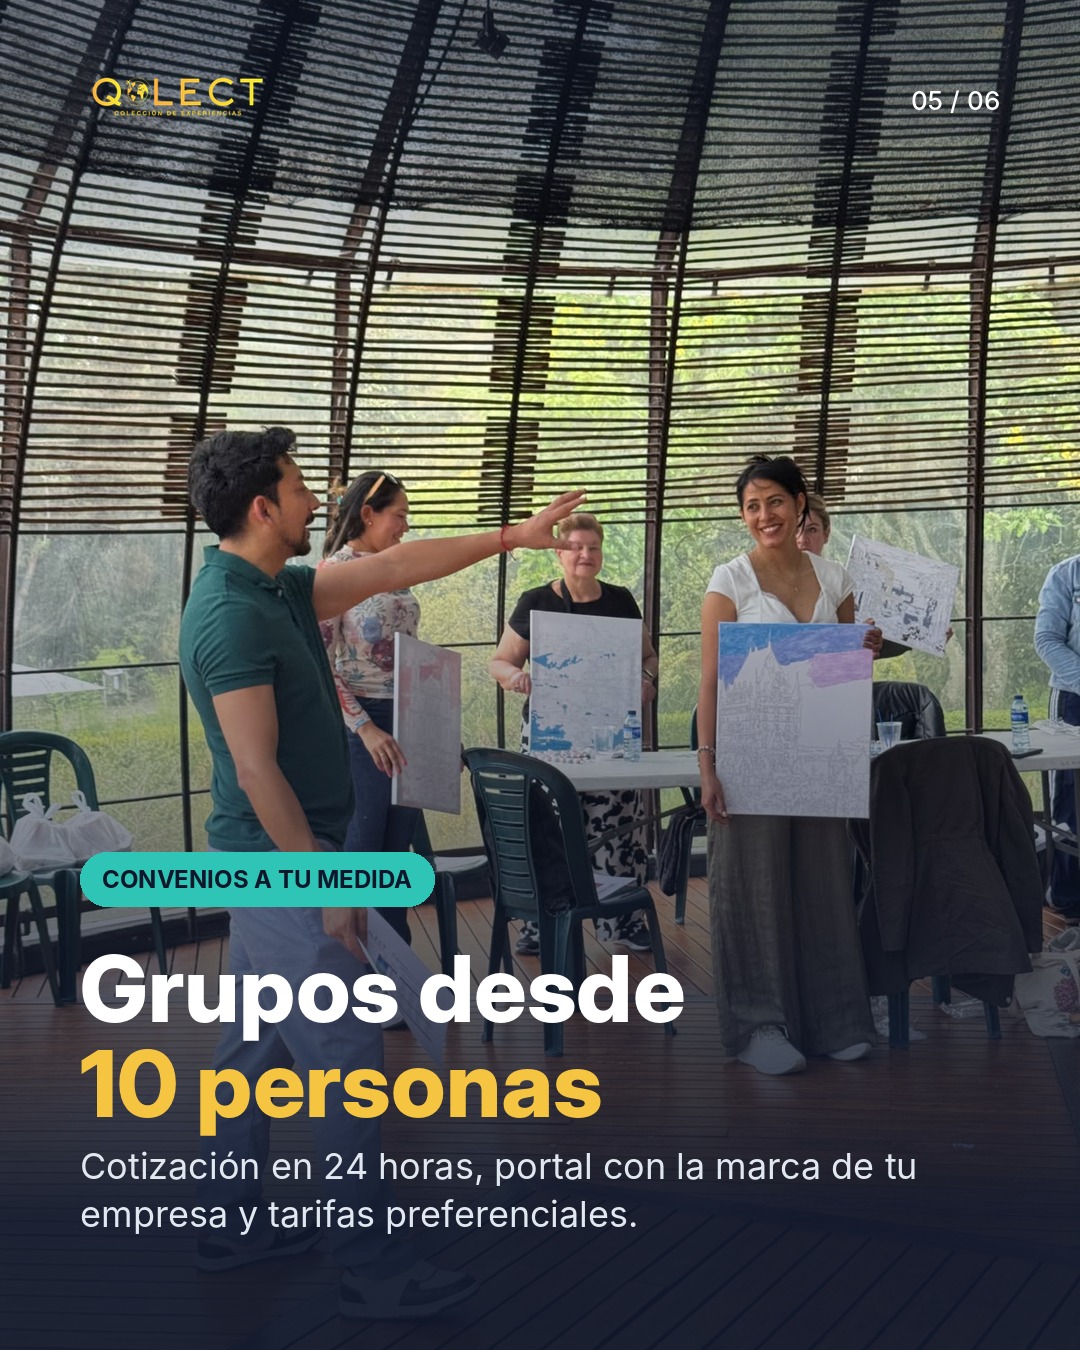 QOLECT
COLECCIÓN DE EXPERIENCIAS
05 / 06
CONVENIOS A TU MEDIDA
Grupos desde
10 personas
Cotización en 24 horas, portal con la marca de tu
empresa y tarifas preferenciales.